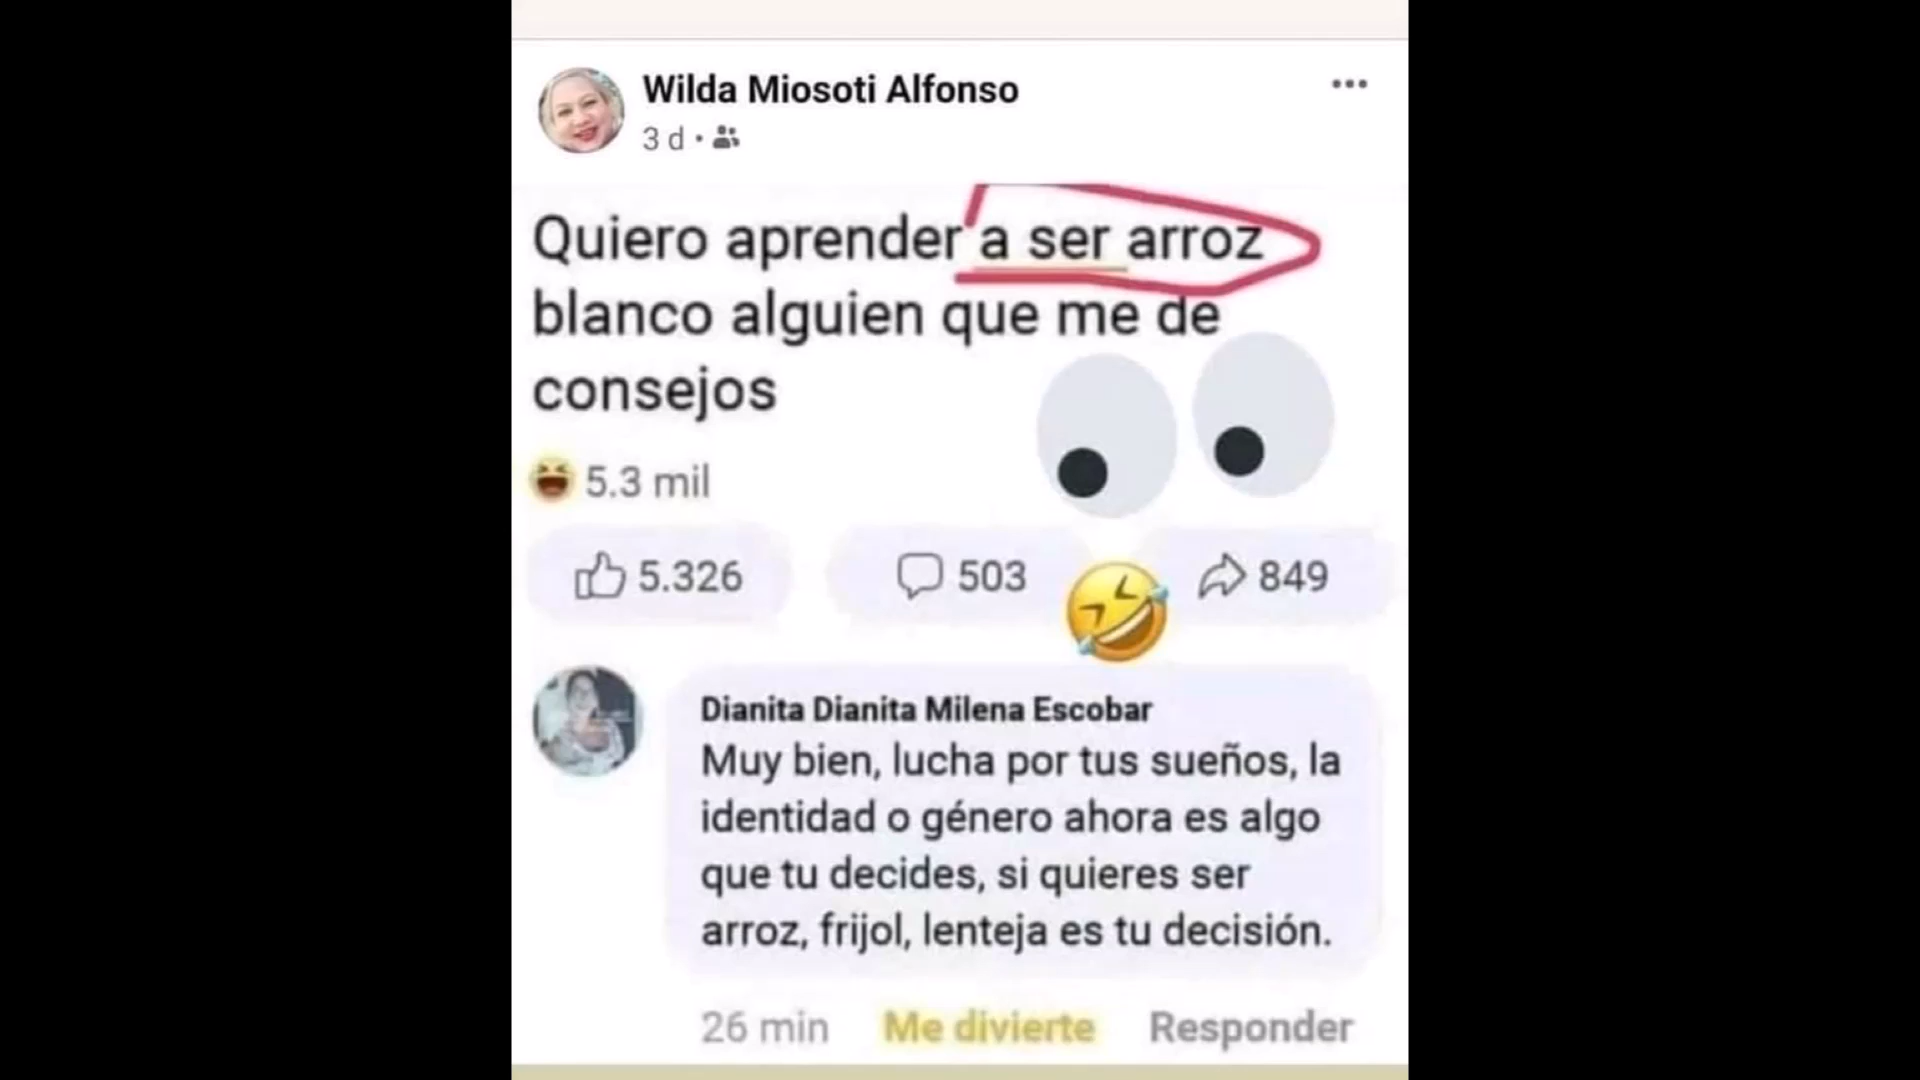 Wilda Miosoti Alfonso
3 d
Quiero aprender a ser arroz
blanco alguien que me de
consejos
5.3 mil
5.326 503 849
Dianita Dianita Milena Escobar
Muy bien, lucha por tus sueños, la
identidad o género ahora es algo
que tu decides, si quieres ser
arroz, frijol, lenteja es tu decisión.
26 min Me divierte Responder